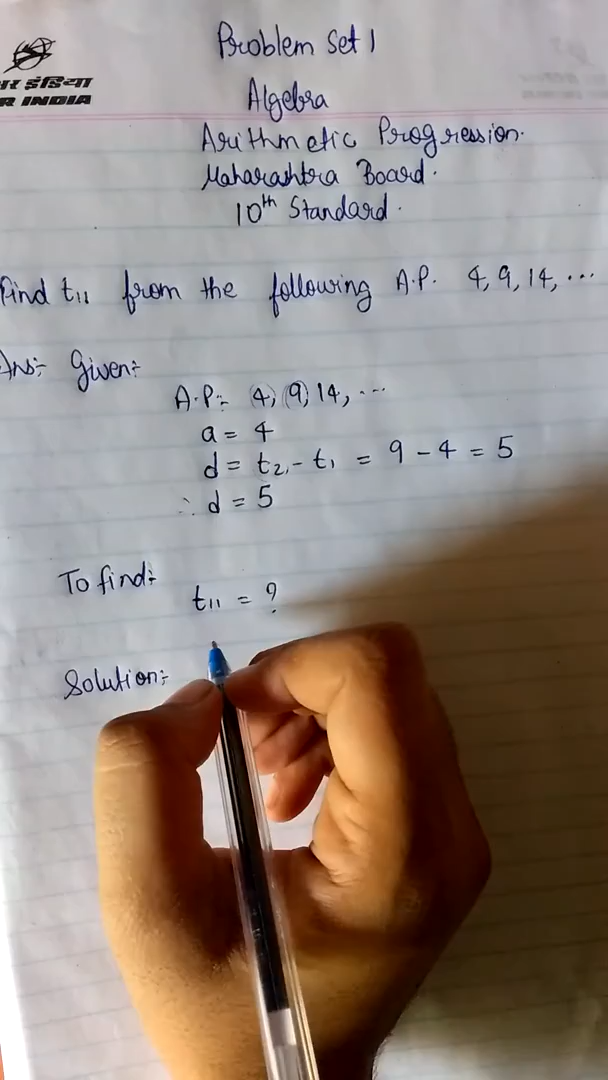 Problem Set 1
र इंडिया
R INDIA
Algebra
Arithmetic Progression.
Maharashtra Board.
10th Standard.
Find t11 from the following A.P. 4, 9, 14, ...
Ans:- Given:-
A.P:- 4, 9, 14, ...
a = 4
d = t2 - t1 = 9 - 4 = 5
∴ d = 5
To find:-
t11 = ?
Solution:-